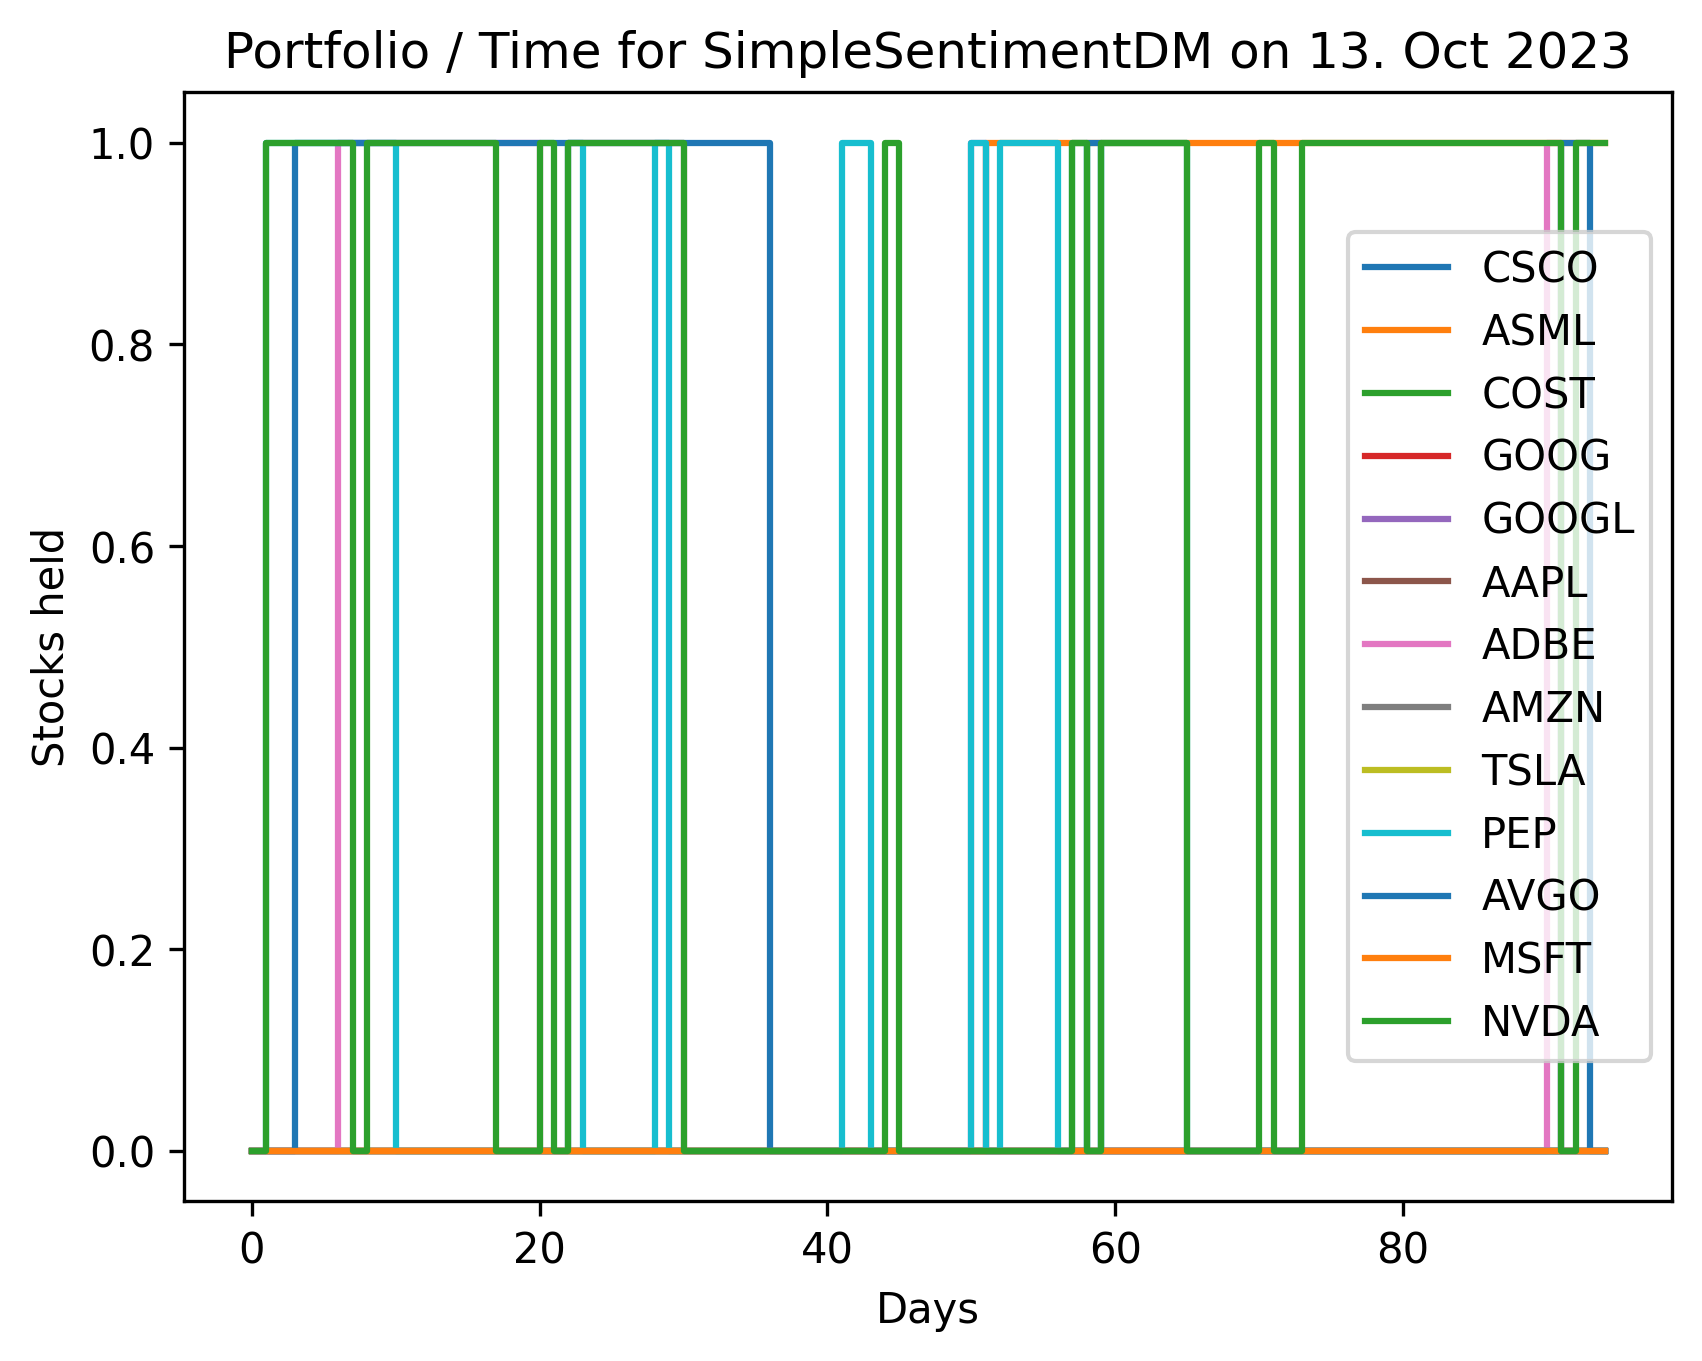 Portfolio / Time for SimpleSentimentDM on 13. Oct 2023
1.0
0.8
0.6
0.4
0.2
0.0
Stocks held
CSCO
ASML
COST
GOOG
GOOGL
AAPL
ADBE
AMZN
TSLA
PEP
AVGO
MSFT
NVDA
0 20 40 60 80
Days